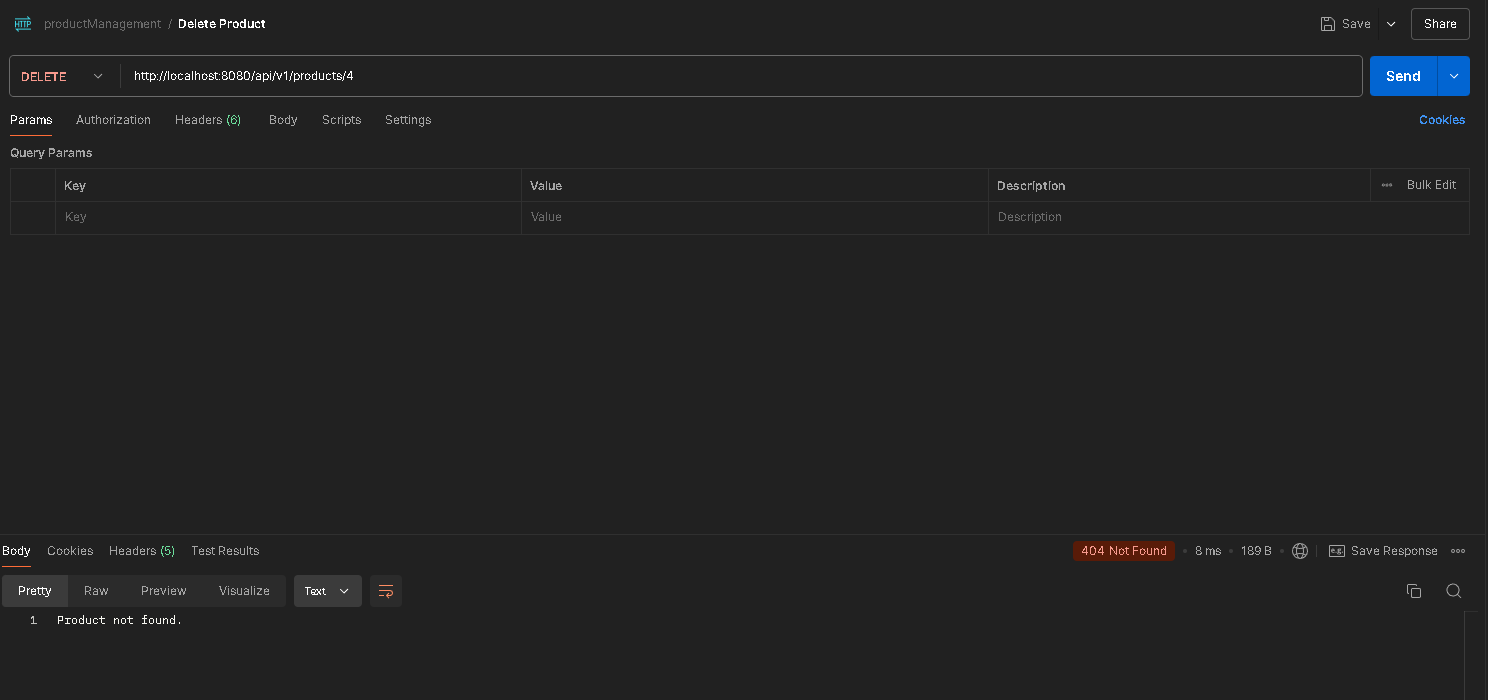 HTTP productManagement / Delete Product Save Share
DELETE http://localhost:8080/api/v1/products/4 Send
Params Authorization Headers (6) Body Scripts Settings Cookies
Query Params
Key Value Description ••• Bulk Edit
Key Value Description
Body Cookies Headers (5) Test Results 404 Not Found • 8 ms • 189 B • e.g. Save Response •••
Pretty Raw Preview Visualize Text
1 Product not found.